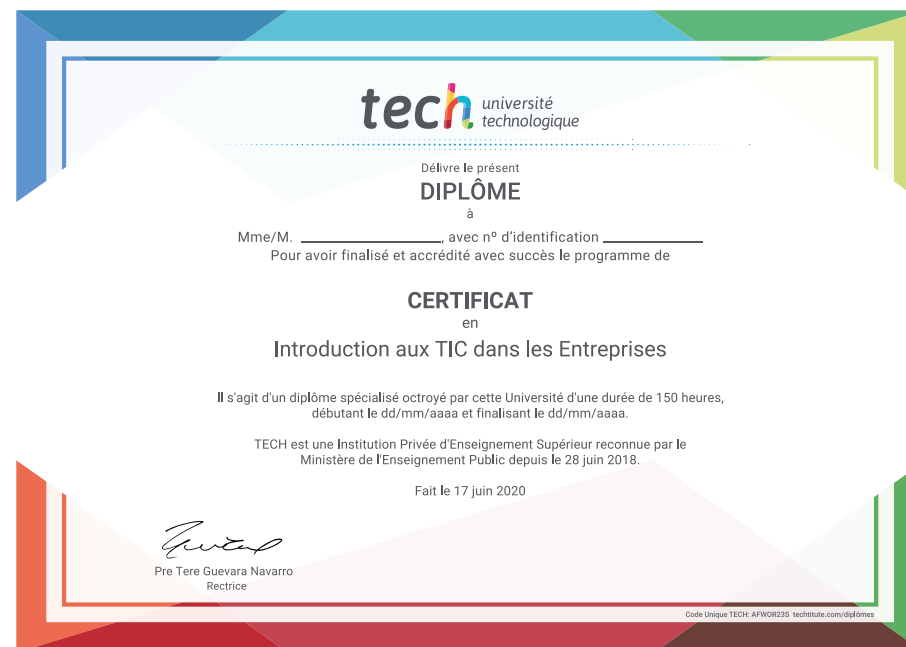 tech université
technologique
Délivre le présent
DIPLÔME
à
Mme/M. ____________________, avec nº d'identification ______________
Pour avoir finalisé et accrédité avec succès le programme de
CERTIFICAT
en
Introduction aux TIC dans les Entreprises
Il s'agit d'un diplôme spécialisé octroyé par cette Université d'une durée de 150 heures,
débutant le dd/mm/aaaa et finalisant le dd/mm/aaaa.
TECH est une Institution Privée d'Enseignement Supérieur reconnue par le
Ministère de l'Enseignement Public depuis le 28 juin 2018.
Fait le 17 juin 2020
Pre Tere Guevara Navarro
Rectrice
Code Unique TECH: AFWOR23S techtitute.com/diplômes